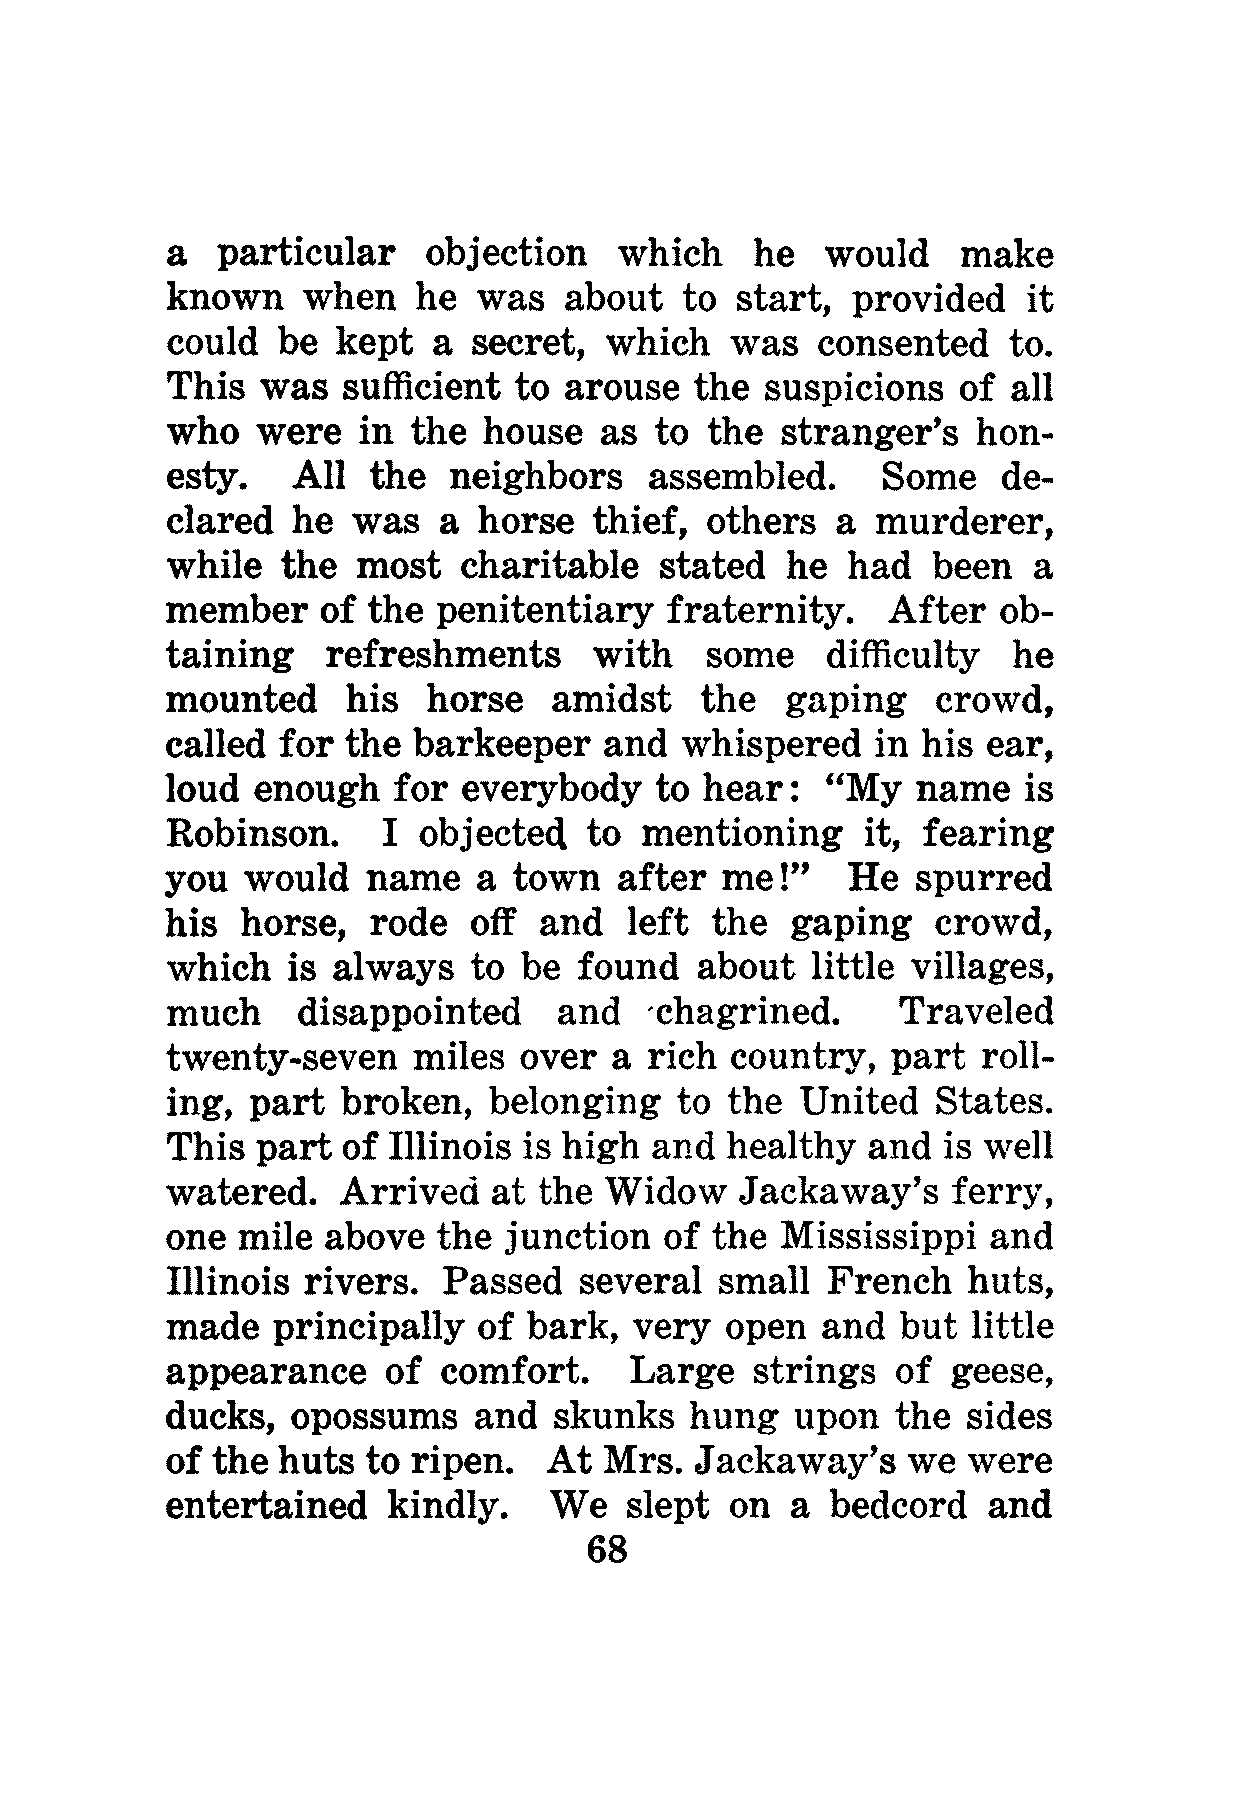 a particular objection which he would make
known when he was about to start, provided it
could be kept a secret, which was consented to.
This was sufficient to arouse the suspicions of all
who were in the house as to the stranger's hon-
esty. All the neighbors assembled. Some de-
clared he was a horse thief, others a murderer,
while the most charitable stated he had been a
member of the penitentiary fraternity. After ob-
taining refreshments with some difficulty he
mounted his horse amidst the gaping crowd,
called for the barkeeper and whispered in his ear,
loud enough for everybody to hear: "My name is
Robinson. I objected to mentioning it, fearing
you would name a town after me!" He spurred
his horse, rode off and left the gaping crowd,
which is always to be found about little villages,
much disappointed and chagrined. Traveled
twenty-seven miles over a rich country, part roll-
ing, part broken, belonging to the United States.
This part of Illinois is high and healthy and is well
watered. Arrived at the Widow Jackaway's ferry,
one mile above the junction of the Mississippi and
Illinois rivers. Passed several small French huts,
made principally of bark, very open and but little
appearance of comfort. Large strings of geese,
ducks, opossums and skunks hung upon the sides
of the huts to ripen. At Mrs. Jackaway's we were
entertained kindly. We slept on a bedcord and
68